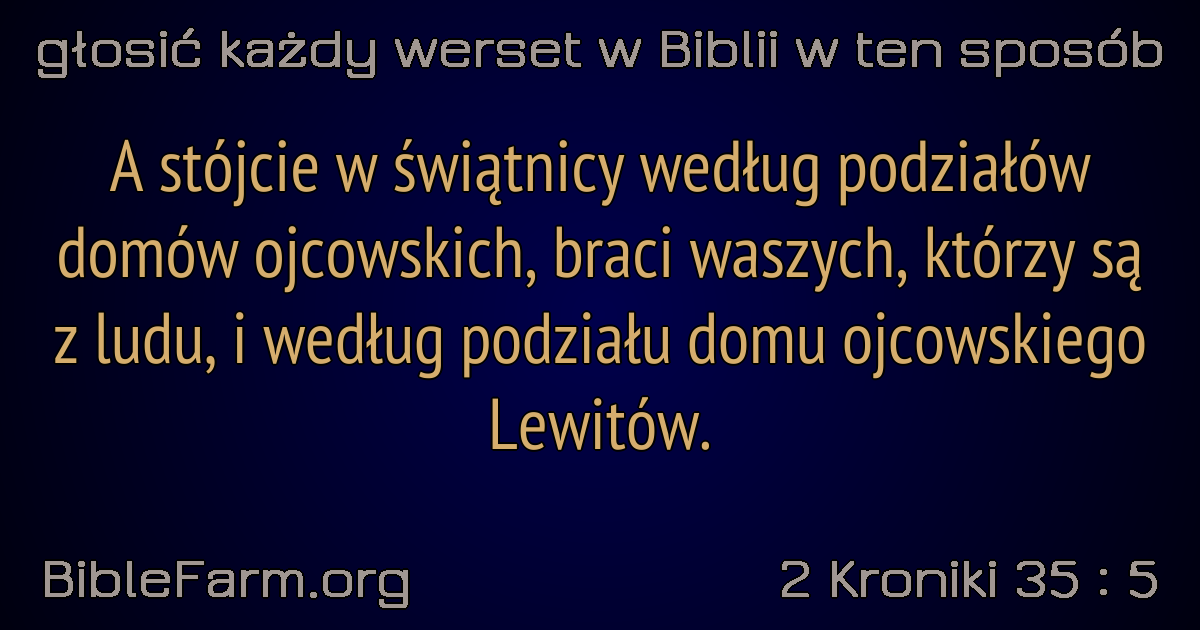 głosić każdy werset w Biblii w ten sposób
A stójcie w świątnicy według podziałów
domów ojcowskich, braci waszych, którzy są
z ludu, i według podziału domu ojcowskiego
Lewitów.
BibleFarm.org
2 Kroniki 35 : 5